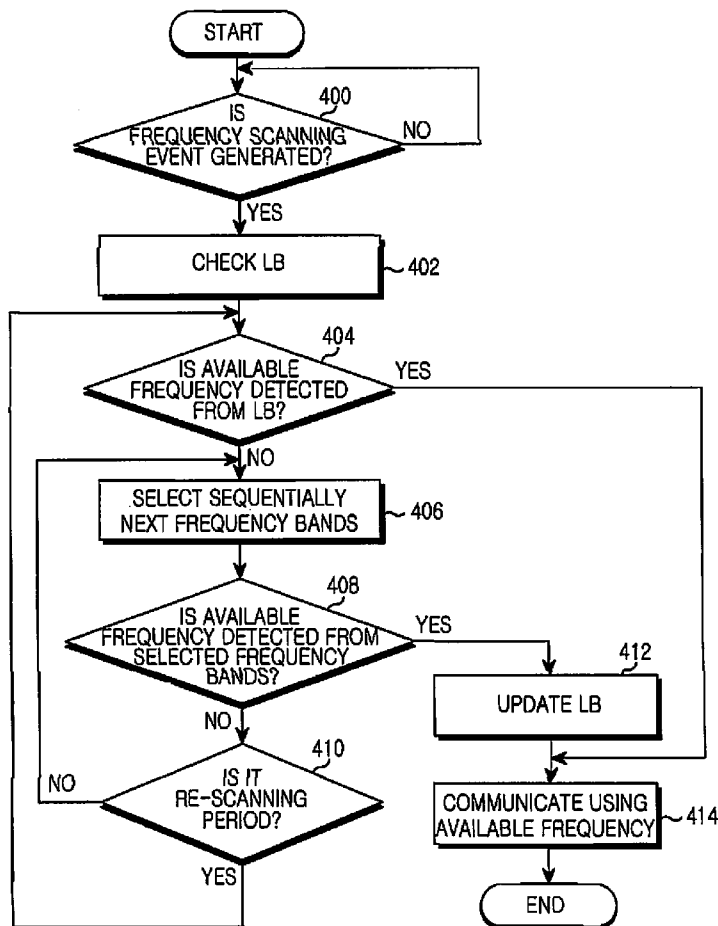 START
400
IS
FREQUENCY SCANNING
EVENT GENERATED?
NO
YES
CHECK LB
402
404
IS AVAILABLE
FREQUENCY DETECTED
FROM LB?
YES
NO
SELECT SEQUENTIALLY
NEXT FREQUENCY BANDS
406
408
IS AVAILABLE
FREQUENCY DETECTED FROM
SELECTED FREQUENCY
BANDS?
YES
412
UPDATE LB
NO
410
IS IT
RE-SCANNING
PERIOD?
NO
YES
COMMUNICATE USING
AVAILABLE FREQUENCY
414
END